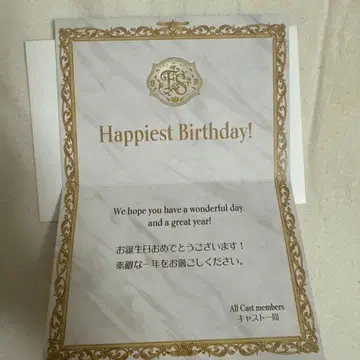 FS
Happiest Birthday!
We hope you have a wonderful day
and a great year!
お誕生日おめでとうございます！
素敵な一年をお過ごしください。
All Cast members
キャスト一同